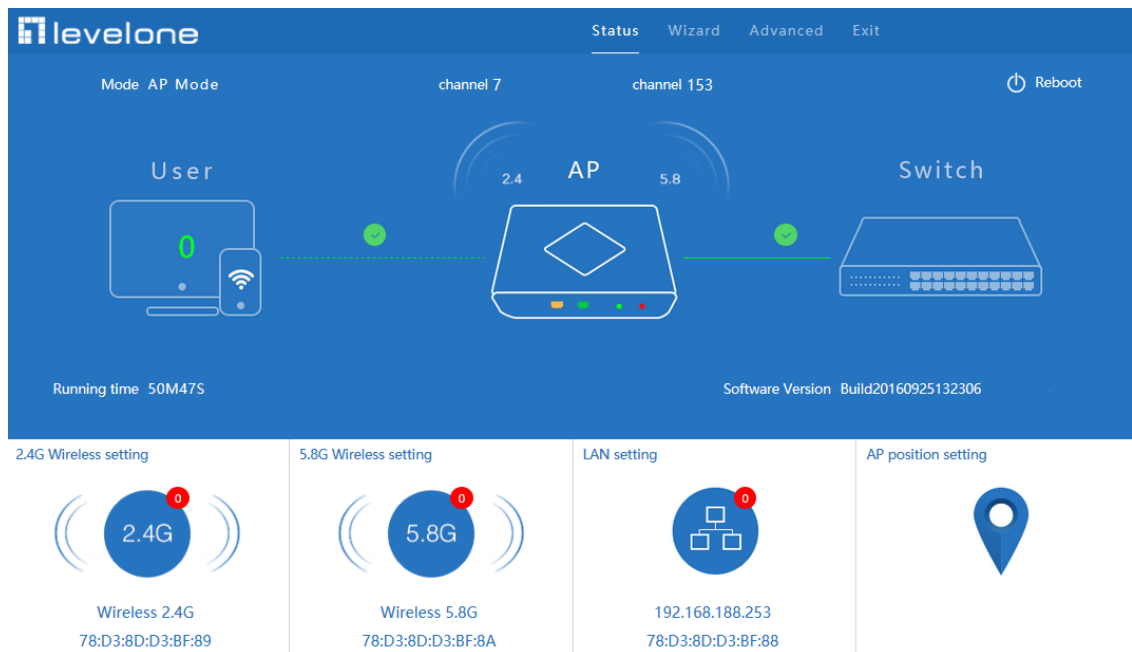 levelone
Status Wizard Advanced Exit
Mode AP Mode channel 7 channel 153 Reboot
User AP Switch
2.4 5.8
0
Running time 50M47S Software Version Build20160925132306
2.4G Wireless setting 5.8G Wireless setting LAN setting AP position setting
0 0 0
2.4G 5.8G
Wireless 2.4G Wireless 5.8G 192.168.188.253
78:D3:8D:D3:BF:89 78:D3:8D:D3:BF:8A 78:D3:8D:D3:BF:88